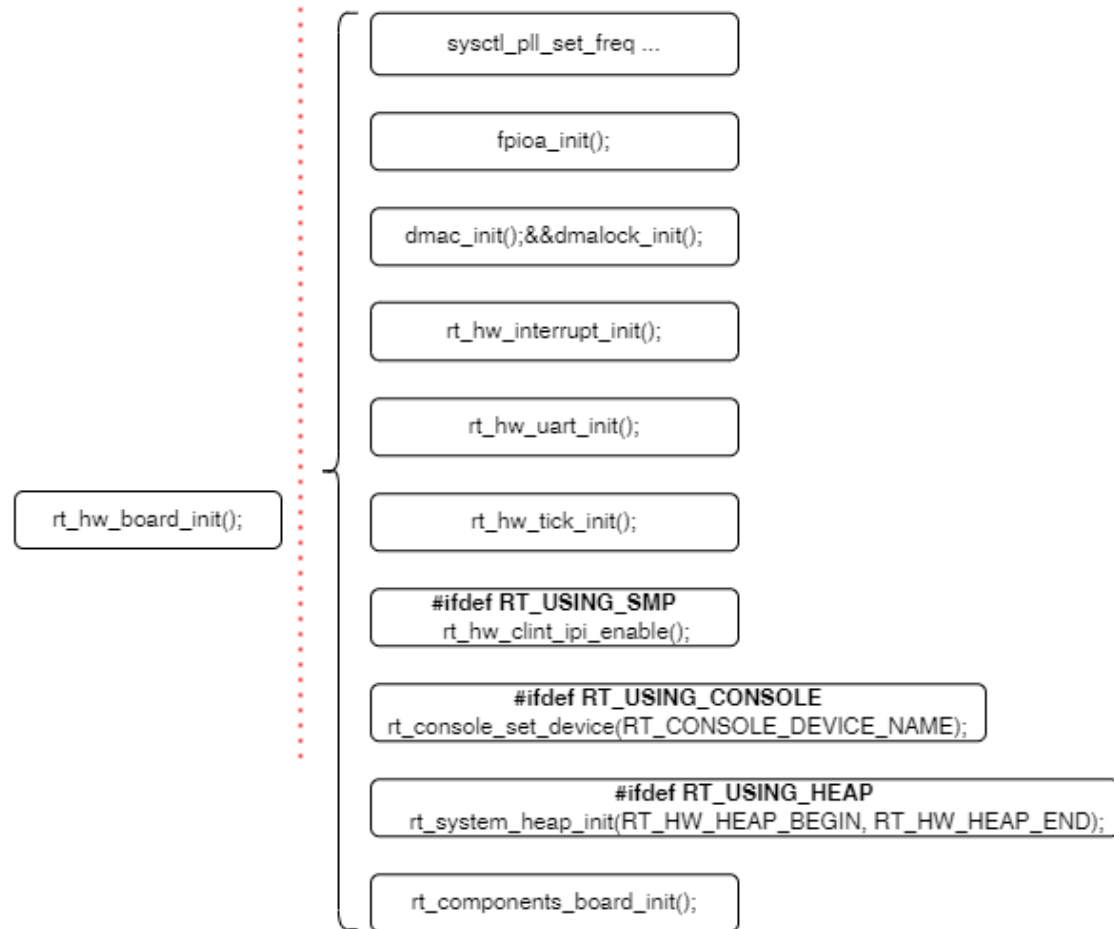 sysctl_pll_set_freq ...
fpioa_init();
dmac_init();&&dmalock_init();
rt_hw_interrupt_init();
rt_hw_uart_init();
rt_hw_board_init();
rt_hw_tick_init();
#ifdef RT_USING_SMP
rt_hw_clint_ipi_enable();
#ifdef RT_USING_CONSOLE
rt_console_set_device(RT_CONSOLE_DEVICE_NAME);
#ifdef RT_USING_HEAP
rt_system_heap_init(RT_HW_HEAP_BEGIN, RT_HW_HEAP_END);
rt_components_board_init();